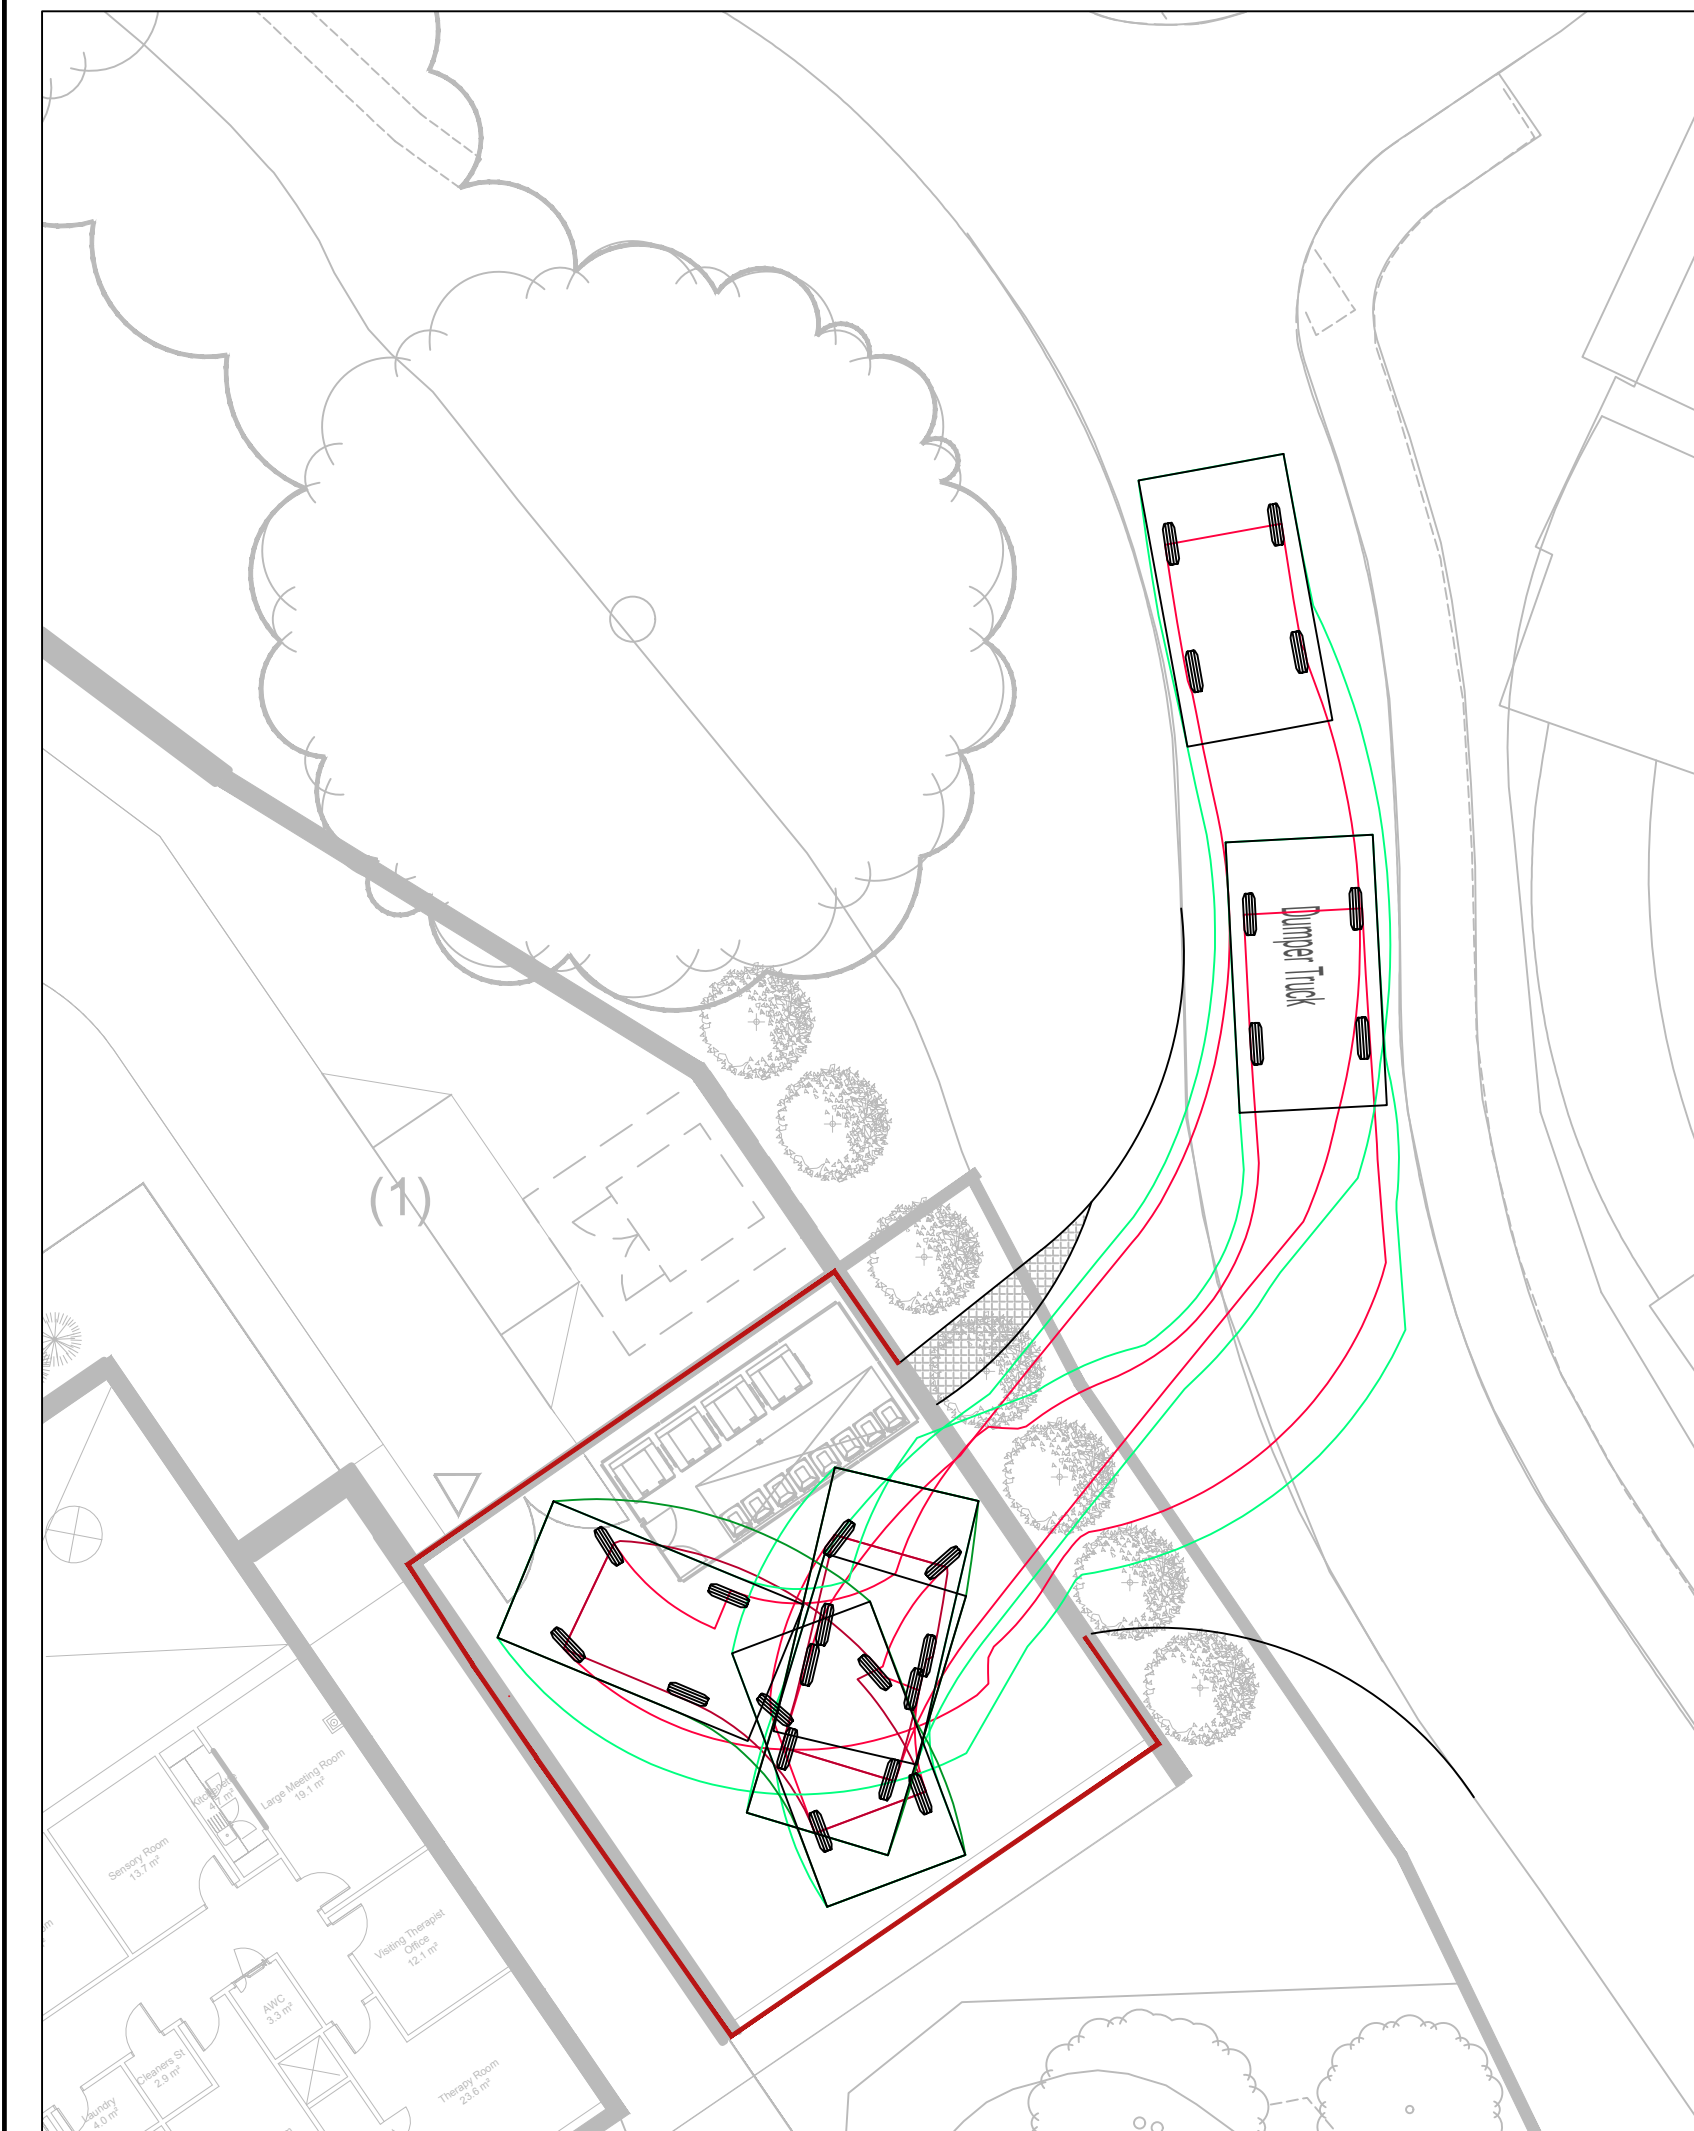 Dumper Truck
(1)
Large Meeting Room
19.1 m²
Sensory Room
13.7 m²
Visiting Therapist
Office
12.1 m²
AWC
3.3 m²
Cleaners St
2.9 m²
Therapy Room
23.6 m²
Laundry
4.0 m²